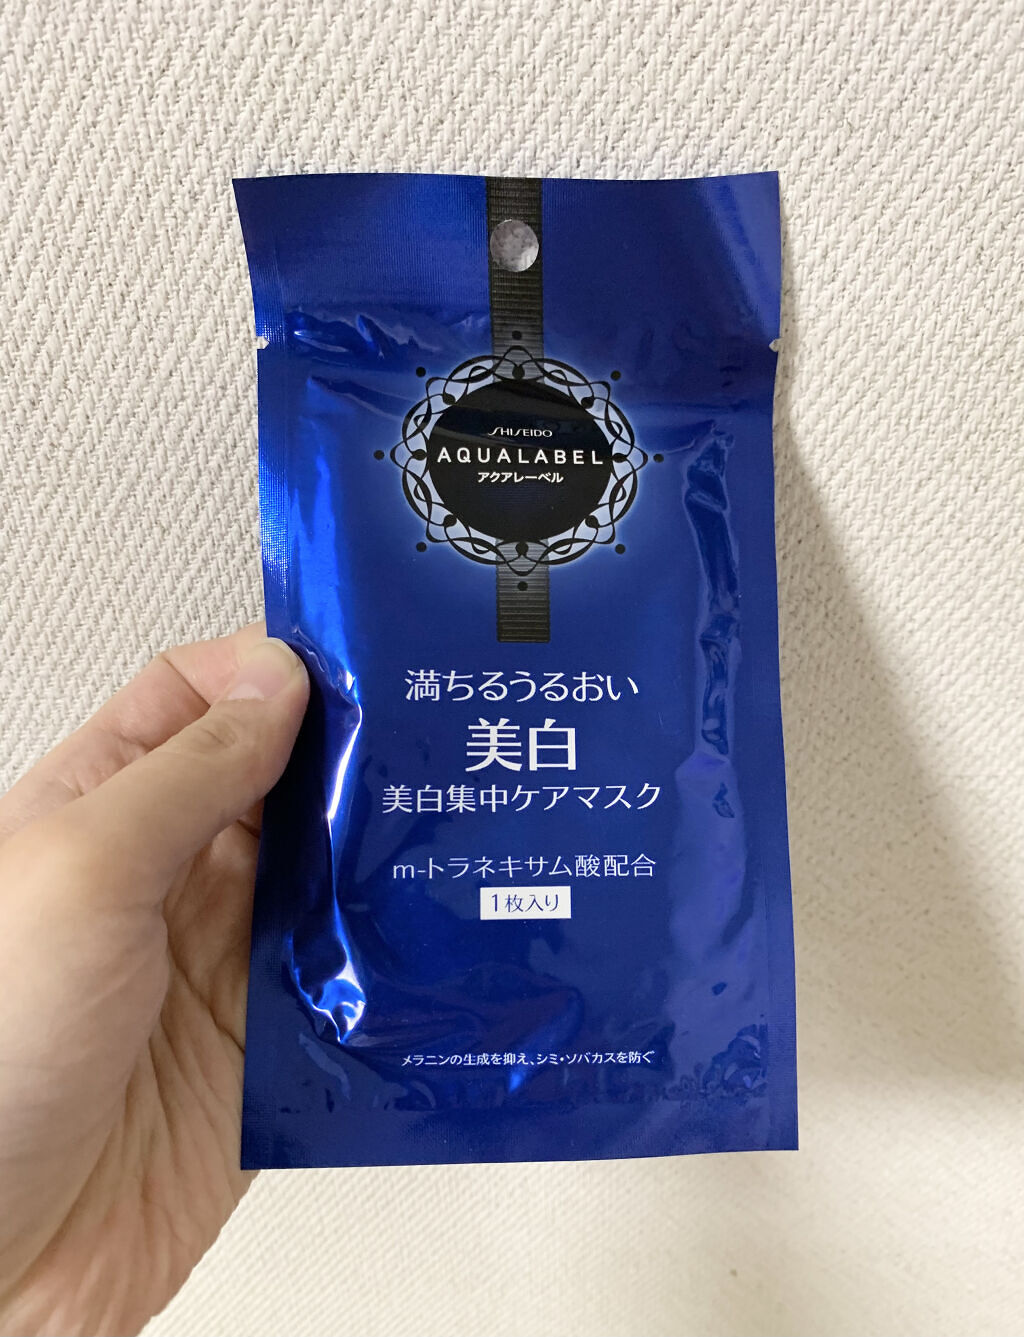 SHISEIDO
AQUALABEL
アクアレーベル
満ちるうるおい
美白
美白集中ケアマスク
m-トラネキサム酸配合
1枚入り
メラニンの生成を抑え、シミ・ソバカスを防ぐ